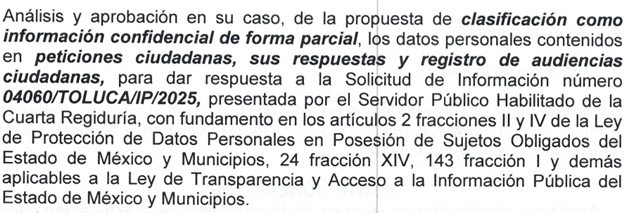 Análisis y aprobación en su caso, de la propuesta de clasificación como
información confidencial de forma parcial, los datos personales contenidos
en peticiones ciudadanas, sus respuestas y registro de audiencias
ciudadanas, para dar respuesta a la Solicitud de Información número
04060/TOLUCA/IP/2025, presentada por el Servidor Público Habilitado de la
Cuarta Regiduría, con fundamento en los artículos 2 fracciones II y IV de la Ley
de Protección de Datos Personales en Posesión de Sujetos Obligados del
Estado de México y Municipios, 24 fracción XIV, 143 fracción I y demás
aplicables a la Ley de Transparencia y Acceso a la Información Pública del
Estado de México y Municipios.